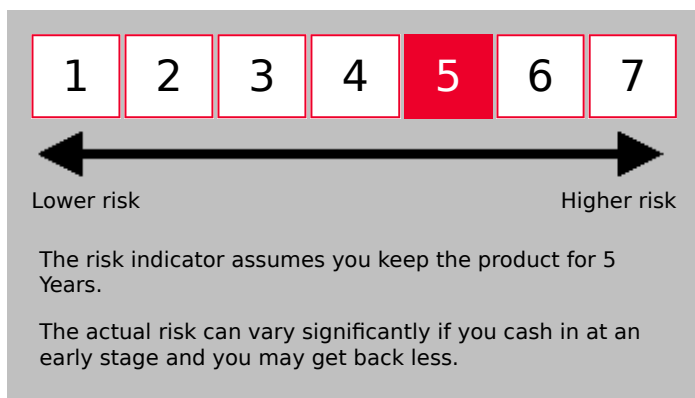 1 2 3 4 5 6 7
Lower risk Higher risk
The risk indicator assumes you keep the product for 5
Years.
The actual risk can vary significantly if you cash in at an
early stage and you may get back less.